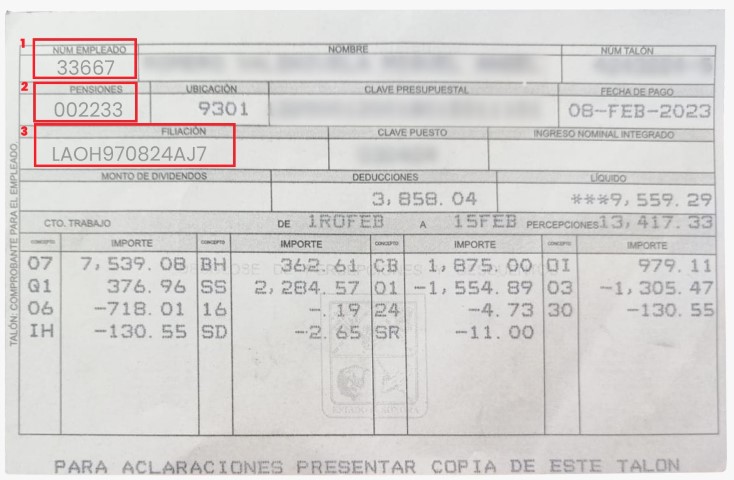 1
NUM EMPLEADO NOMBRE NUM TALÓN
33667
2
PENSIONES UBICACIÓN CLAVE PRESUPUESTAL FECHA DE PAGO
002233 9301 08-FEB-2023
3
FILIACIÓN CLAVE PUESTO INGRESO NOMINAL INTEGRADO
LAOH970824AJ7
MONTO DE DIVIDENDOS DEDUCCIONES LÍQUIDO
3,858.04 ***9,559.29
CTO. TRABAJO DE 1ROFEB A 15FEB PERCEPCIONES 13,417.33
CONCEPTO IMPORTE CONCEPTO IMPORTE CONCEPTO IMPORTE CONCEPTO IMPORTE
07 7,539.08 BH 362.61 CB 1,875.00 DI 979.11
Q1 376.96 SS 2,284.57 01 -1,554.89 03 -1,305.47
06 -718.01 16 -.19 24 -4.73 30 -130.55
IH -130.55 SD -2.65 SR -11.00
PARA ACLARACIONES PRESENTAR COPIA DE ESTE TALON
TALÓN: COMPROBANTE PARA EL EMPLEADO